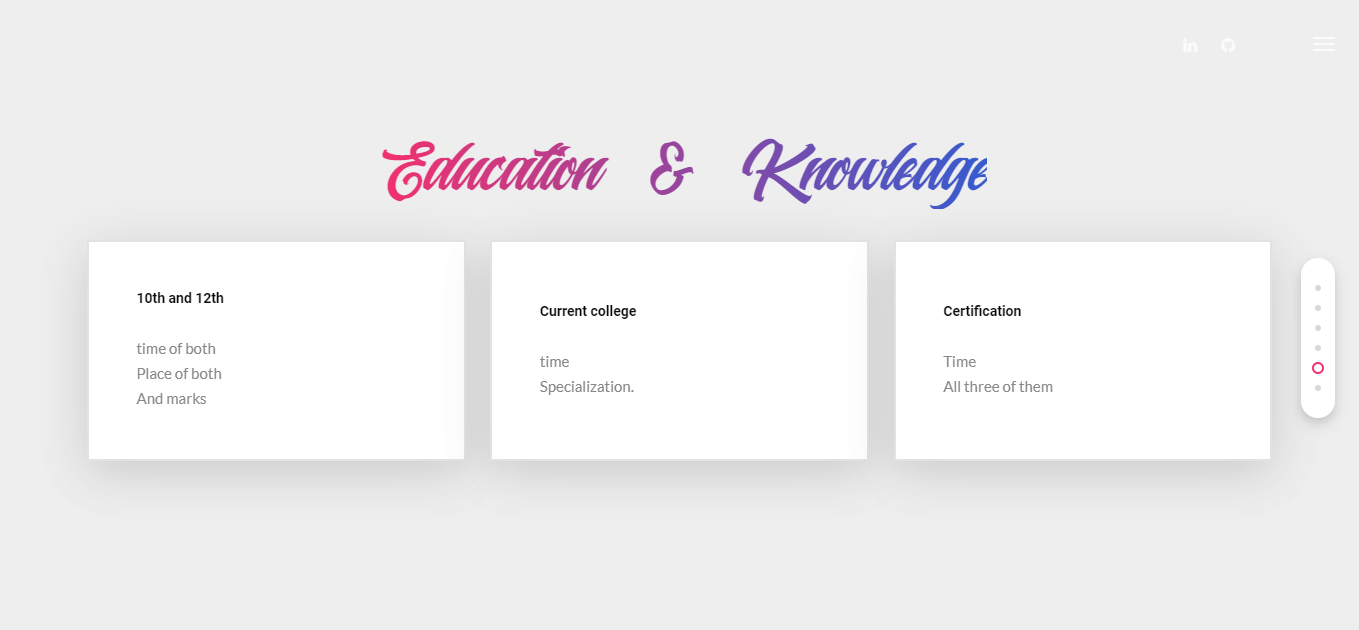 Education & Knowledge
10th and 12th
time of both
Place of both
And marks
Current college
time
Specialization.
Certification
Time
All three of them